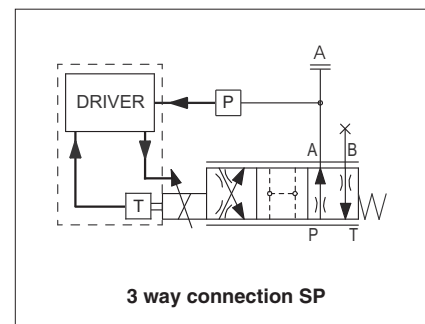 A
DRIVER
P
A B
T
P T
3 way connection SP